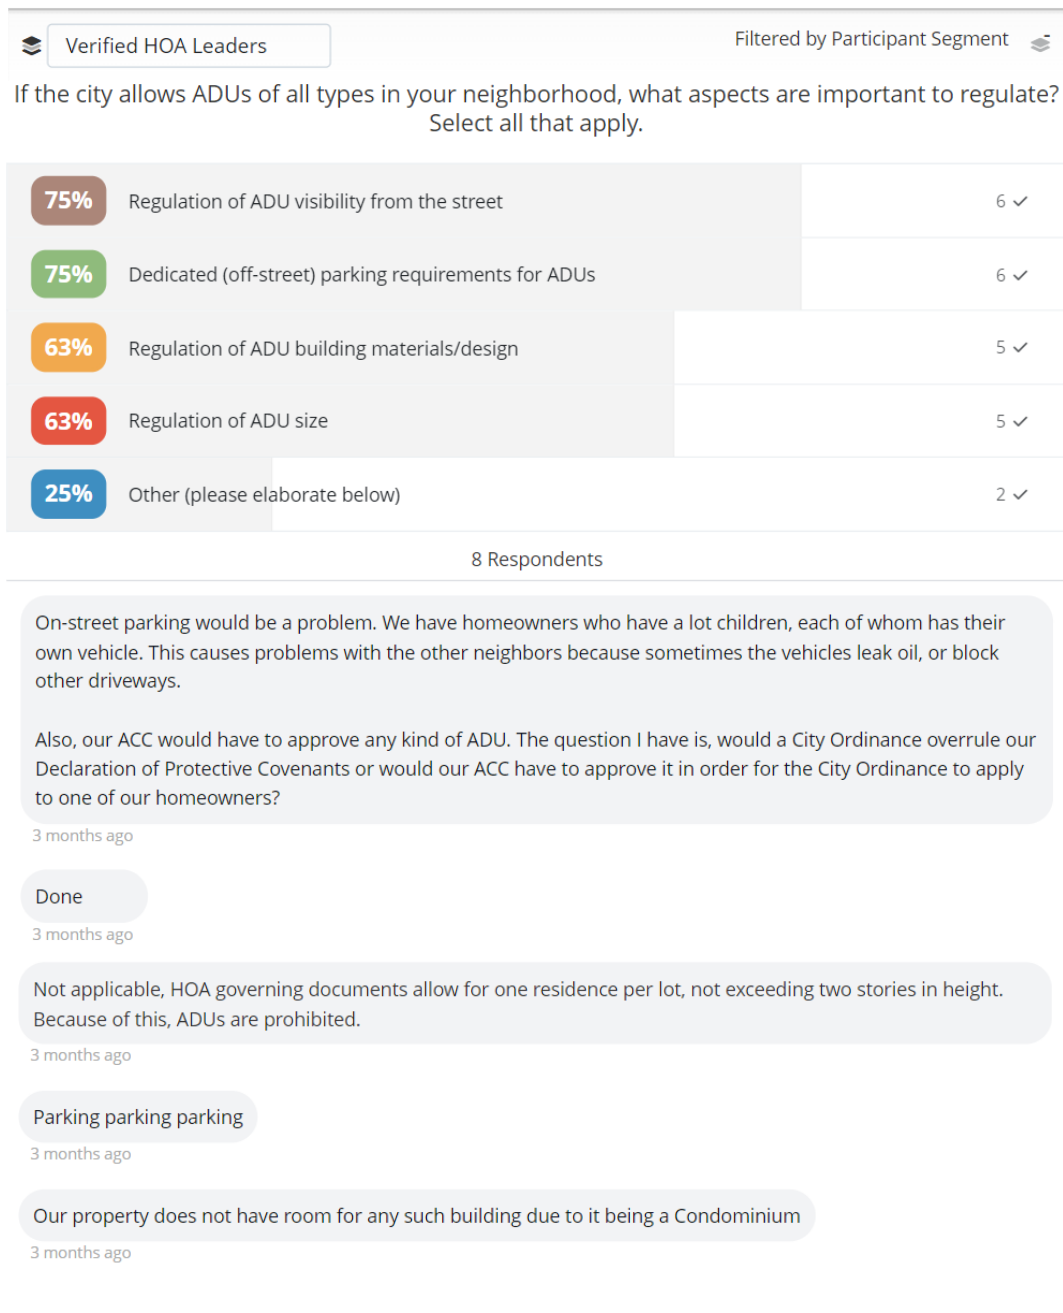 Verified HOA Leaders
Filtered by Participant Segment
If the city allows ADUs of all types in your neighborhood, what aspects are important to regulate?
Select all that apply.
75% Regulation of ADU visibility from the street 6 ✓
75% Dedicated (off-street) parking requirements for ADUs 6 ✓
63% Regulation of ADU building materials/design 5 ✓
63% Regulation of ADU size 5 ✓
25% Other (please elaborate below) 2 ✓
8 Respondents
On-street parking would be a problem. We have homeowners who have a lot children, each of whom has their
own vehicle. This causes problems with the other neighbors because sometimes the vehicles leak oil, or block
other driveways.
Also, our ACC would have to approve any kind of ADU. The question I have is, would a City Ordinance overrule our
Declaration of Protective Covenants or would our ACC have to approve it in order for the City Ordinance to apply
to one of our homeowners?
3 months ago
Done
3 months ago
Not applicable, HOA governing documents allow for one residence per lot, not exceeding two stories in height.
Because of this, ADUs are prohibited.
3 months ago
Parking parking parking
3 months ago
Our property does not have room for any such building due to it being a Condominium
3 months ago